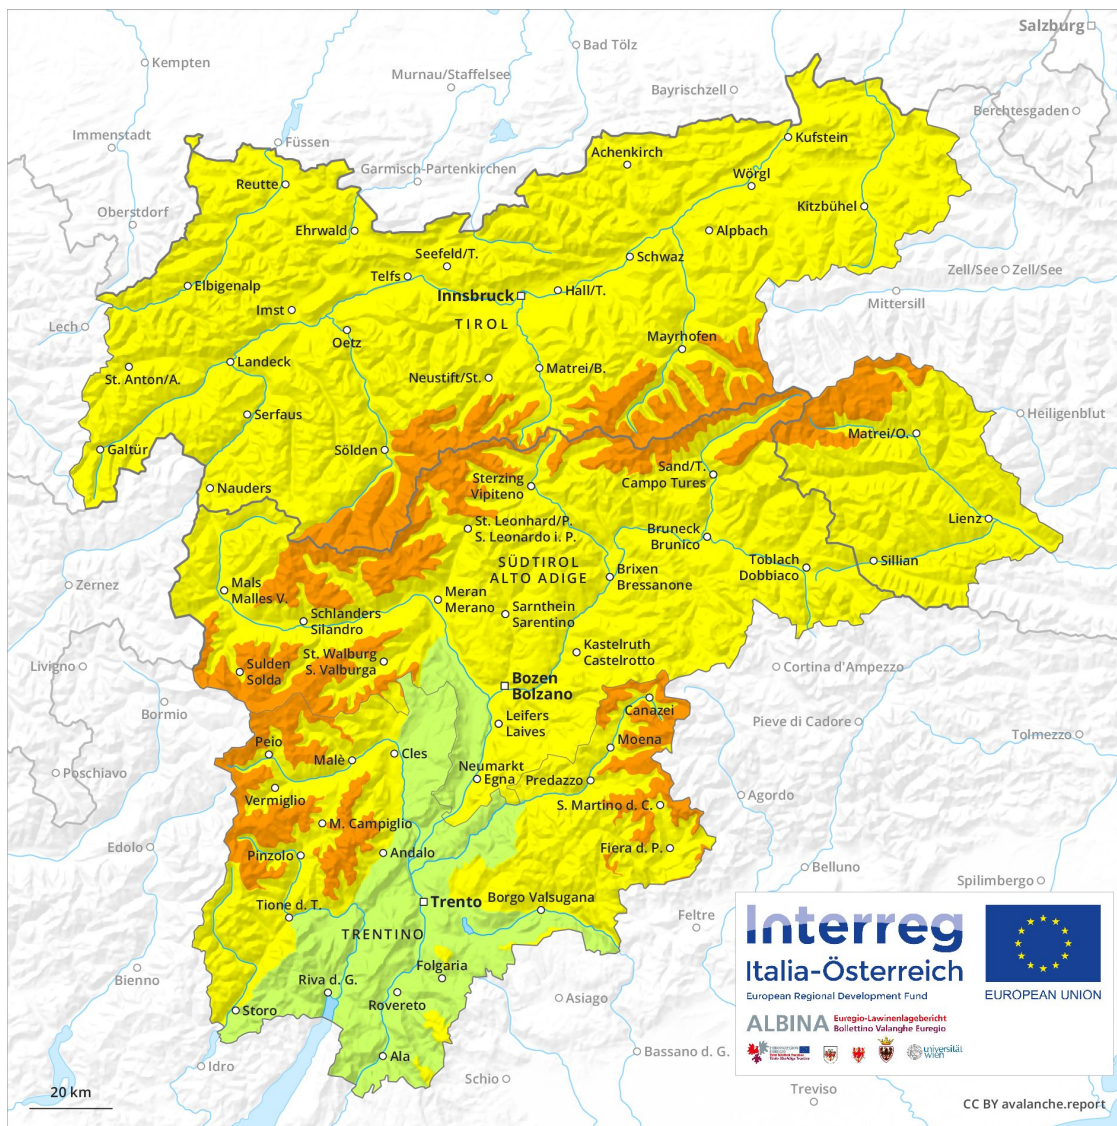 Salzburg
Bad Tölz
Kempten
Murnau/Staffelsee
Bayrischzell
Berchtesgaden
Immenstadt
Füssen
Kufstein
Achenkirch
Garmisch-Partenkirchen
Wörgl
Reutte
Oberstdorf
Kitzbühel
Ehrwald
Alpbach
Seefeld/T.
Schwaz
Telfs
Zell/See
Zell/See
Elbigenalp
Innsbruck
Hall/T.
Mittersill
Imst
TIROL
Lech
Oetz
Mayrhofen
Landeck
Matrei/B.
St. Anton/A.
Neustift/St.
Serfaus
Heiligenblut
Matrei/O.
Galtür
Sölden
Sand/T.
Campo Tures
Sterzing
Vipiteno
Nauders
Lienz
St. Leonhard/P.
S. Leonardo i. P.
Bruneck
Brunico
SÜDTIROL
ALTO ADIGE
Toblach
Dobbiaco
Sillian
Brixen
Bressanone
Zernez
Mals
Malles V.
Meran
Merano
Schlanders
Silandro
Sarnthein
Sarentino
Kastelruth
Castelrotto
St. Walburg
S. Valburga
Livigno
Sulden
Solda
Cortina d'Ampezzo
Bozen
Bolzano
Canazei
Bormio
Leifers
Laives
Pieve di Cadore
Tolmezzo
Peio
Moena
Cles
Malè
Neumarkt
Egna
Predazzo
Poschiavo
Vermiglio
Agordo
S. Martino d. C.
M. Campiglio
Edolo
Pinzolo
Andalo
Fiera d. P.
Belluno
Spilimbergo
Tione d. T.
Trento
Borgo Valsugana
Feltre
TRENTINO
Bienno
Folgaria
Riva d. G.
Rovereto
Asiago
Storo
Ala
Bassano d. G.
Idro
Schio
Treviso
20 km
Interreg
Italia-Österreich
European Regional Development Fund
EUROPEAN UNION
ALBINA
Euregio-Lawinenlagebericht
Bollettino Valanghe Euregio
universität
wien
CC BY avalanche.report